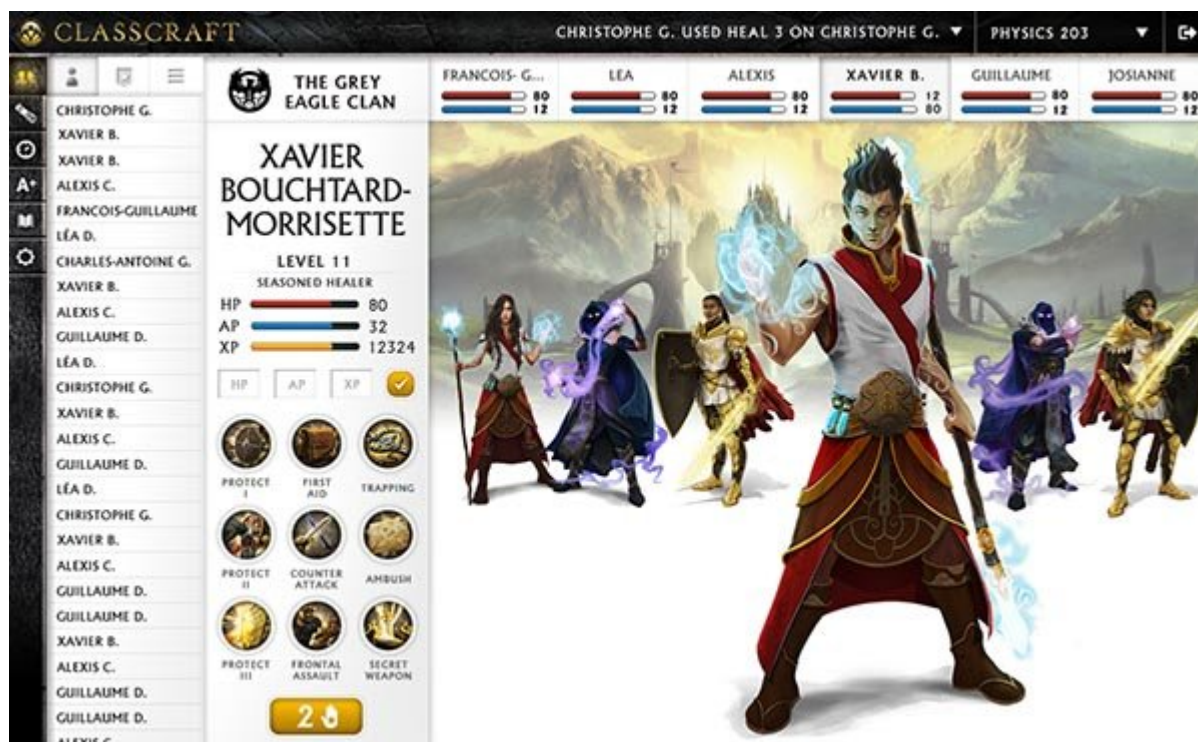 CLASSCRAFT
CHRISTOPHE G. USED HEAL 3 ON CHRISTOPHE G.
PHYSICS 203
CHRISTOPHE G.
XAVIER B.
XAVIER B.
ALEXIS C.
FRANCOIS-GUILLAUME
LÉA D.
CHARLES-ANTOINE G.
XAVIER B.
ALEXIS C.
GUILLAUME D.
LÉA D.
CHRISTOPHE G.
XAVIER B.
ALEXIS C.
GUILLAUME D.
LÉA D.
CHRISTOPHE G.
XAVIER B.
ALEXIS C.
GUILLAUME D.
GUILLAUME D.
XAVIER B.
ALEXIS C.
GUILLAUME D.
GUILLAUME D.
ALEXIS C.
A+
THE GREY
EAGLE CLAN
XAVIER
BOUCHTARD-
MORRISETTE
LEVEL 11
SEASONED HEALER
HP 80
AP 32
XP 12324
HP AP XP
PROTECT I
FIRST AID
TRAPPING
PROTECT II
COUNTER ATTACK
AMBUSH
PROTECT III
FRONTAL ASSAULT
SECRET WEAPON
2
FRANCOIS- G...
80
12
LEA
80
12
ALEXIS
80
12
XAVIER B.
12
80
GUILLAUME
80
12
JOSIANNE
80
12